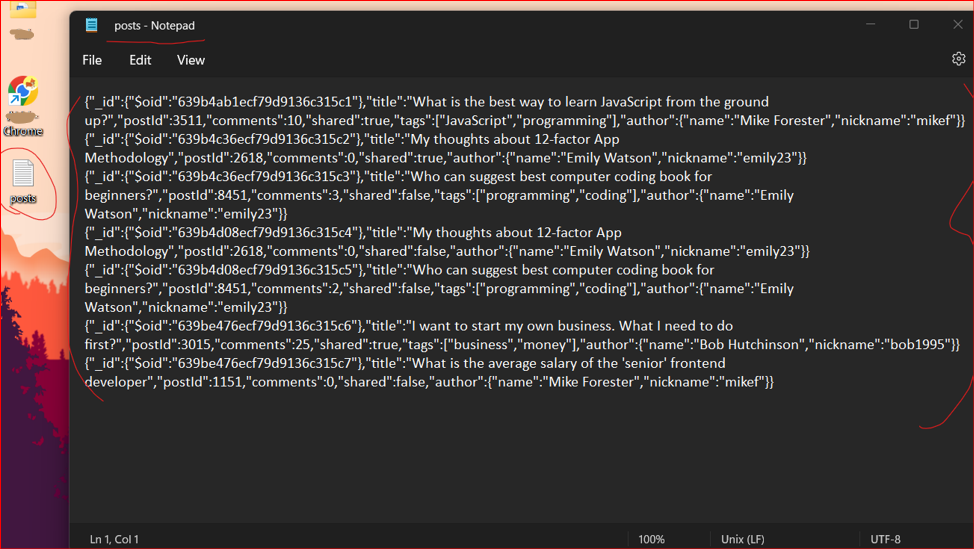 posts - Notepad
File Edit View
{"_id":{"$oid":"639b4ab1ecf79d9136c315c1"},"title":"What is the best way to learn JavaScript from the ground
up?","postId":3511,"comments":10,"shared":true,"tags":["JavaScript","programming"],"author":{"name":"Mike Forester","nickname":"mikef"}}
{"_id":{"$oid":"639b4c36ecf79d9136c315c2"},"title":"My thoughts about 12-factor App
Methodology","postId":2618,"comments":0,"shared":true,"author":{"name":"Emily Watson","nickname":"emily23"}}
{"_id":{"$oid":"639b4c36ecf79d9136c315c3"},"title":"Who can suggest best computer coding book for
beginners?","postId":8451,"comments":3,"shared":false,"tags":["programming","coding"],"author":{"name":"Emily
Watson","nickname":"emily23"}}
{"_id":{"$oid":"639b4d08ecf79d9136c315c4"},"title":"My thoughts about 12-factor App
Methodology","postId":2618,"comments":0,"shared":false,"author":{"name":"Emily Watson","nickname":"emily23"}}
{"_id":{"$oid":"639b4d08ecf79d9136c315c5"},"title":"Who can suggest best computer coding book for
beginners?","postId":8451,"comments":2,"shared":false,"tags":["programming","coding"],"author":{"name":"Emily
Watson","nickname":"emily23"}}
{"_id":{"$oid":"639be476ecf79d9136c315c6"},"title":"I want to start my own business. What I need to do
first?","postId":3015,"comments":25,"shared":true,"tags":["business","money"],"author":{"name":"Bob Hutchinson","nickname":"bob1995"}}
{"_id":{"$oid":"639be476ecf79d9136c315c7"},"title":"What is the average salary of the 'senior' frontend
developer","postId":1151,"comments":0,"shared":false,"author":{"name":"Mike Forester","nickname":"mikef"}}
Chrome
posts
Ln 1, Col 1 100% Unix (LF) UTF-8